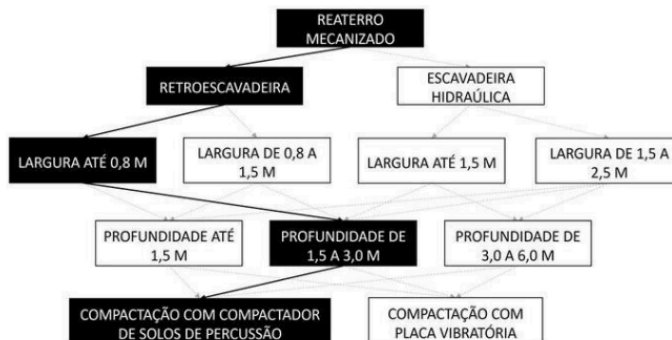 REATERRO
MECANIZADO
RETROESCAVADEIRA
ESCAVADEIRA
HIDRAÚLICA
LARGURA ATÉ 0,8 M
LARGURA DE 0,8 A
1,5 M
LARGURA ATÉ 1,5 M
LARGURA DE 1,5 A
2,5 M
PROFUNDIDADE ATÉ
1,5 M
PROFUNDIDADE DE
1,5 A 3,0 M
PROFUNDIDADE DE
3,0 A 6,0 M
COMPACTAÇÃO COM COMPACTADOR
DE SOLOS DE PERCUSSÃO
COMPACTAÇÃO COM
PLACA VIBRATÓRIA